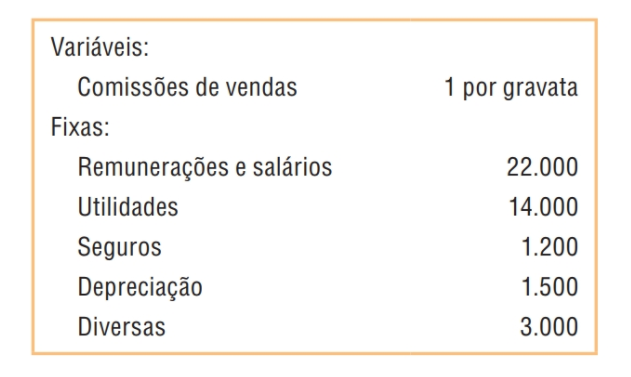 Variáveis:
Comissões de vendas 1 por gravata
Fixas:
Remunerações e salários 22.000
Utilidades 14.000
Seguros 1.200
Depreciação 1.500
Diversas 3.000